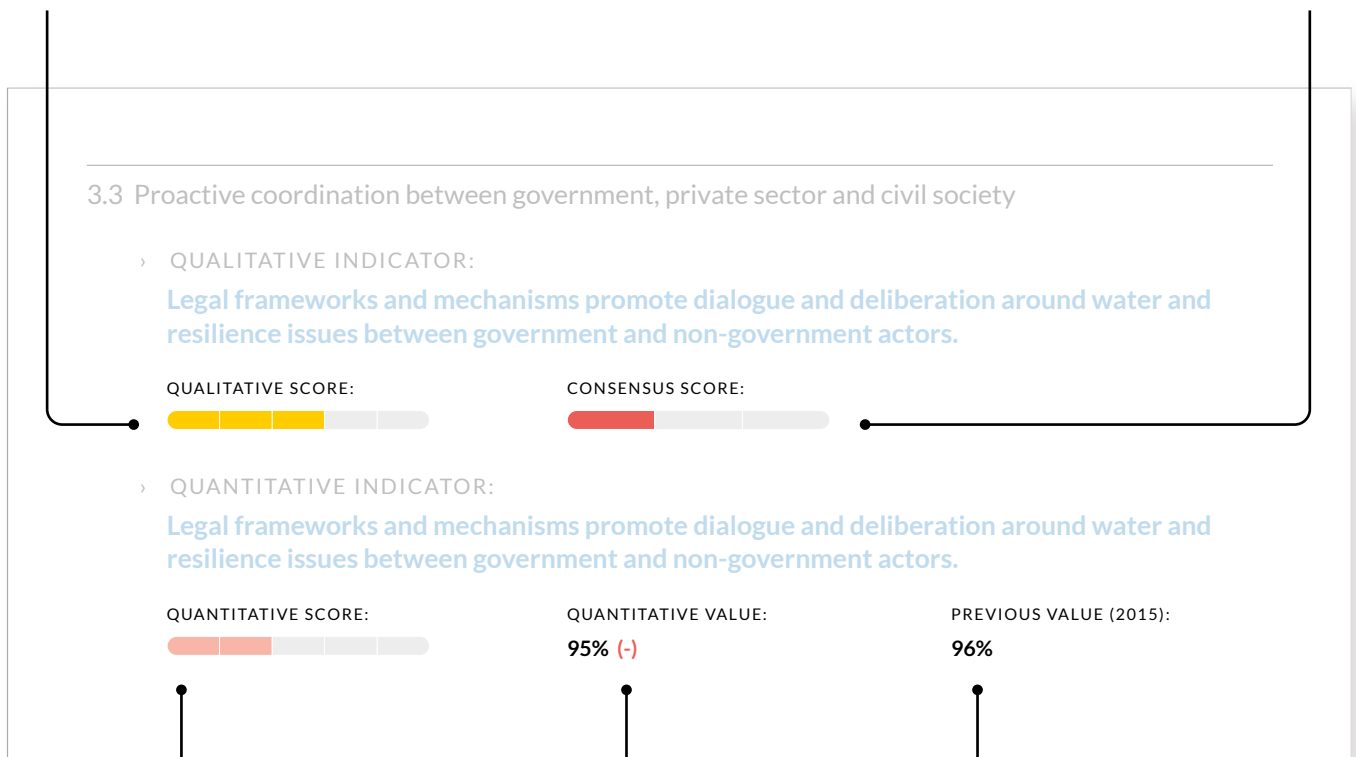 3.3 Proactive coordination between government, private sector and civil society
› QUALITATIVE INDICATOR:
Legal frameworks and mechanisms promote dialogue and deliberation around water and
resilience issues between government and non-government actors.
QUALITATIVE SCORE: CONSENSUS SCORE:
› QUANTITATIVE INDICATOR:
Legal frameworks and mechanisms promote dialogue and deliberation around water and
resilience issues between government and non-government actors.
QUANTITATIVE SCORE: QUANTITATIVE VALUE: PREVIOUS VALUE (2015):
95% (-) 96%